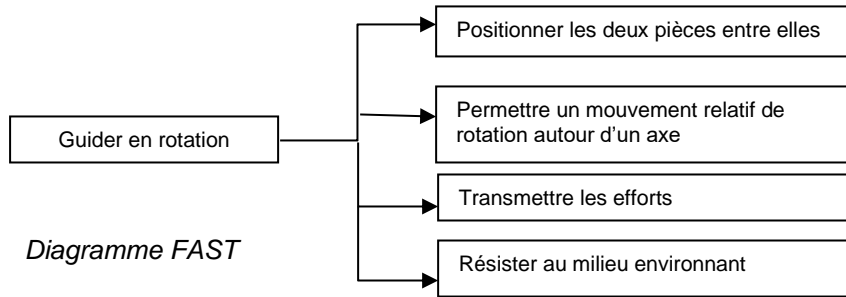 Positionner les deux pièces entre elles
Permettre un mouvement relatif de
rotation autour d'un axe
Guider en rotation
Transmettre les efforts
Diagramme FAST
Résister au milieu environnant